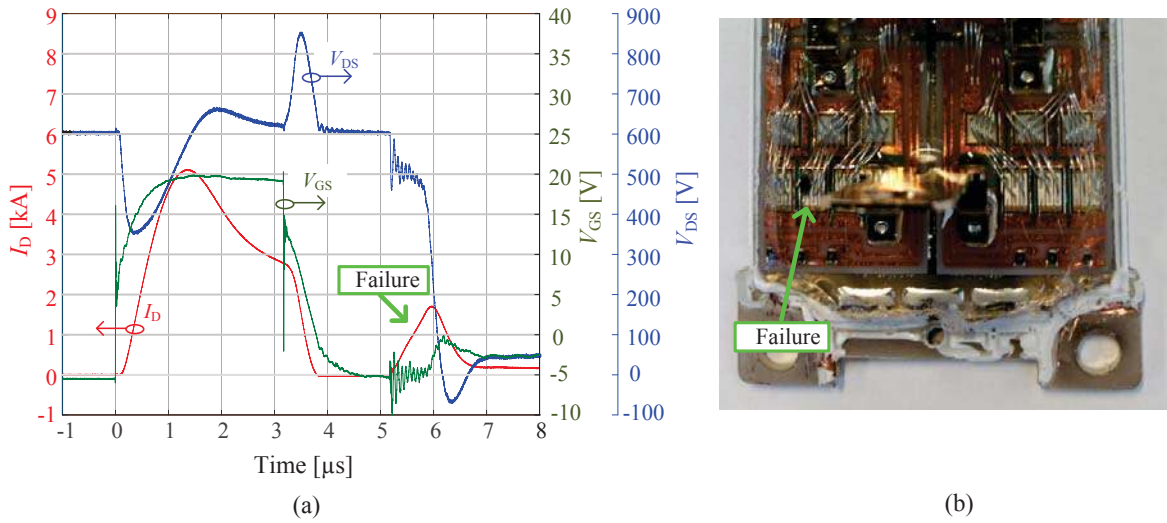 9
8
7
6
5
4
3
2
1
0
-1
I_D [kA]
-1 0 1 2 3 4 5 6 7 8
Time [µs]
40
35
30
25
20
15
10
5
0
-5
-10
V_GS [V]
900
800
700
600
500
400
300
200
100
0
-100
V_DS [V]
V_DS
V_GS
Failure
I_D
(a)
Failure
(b)